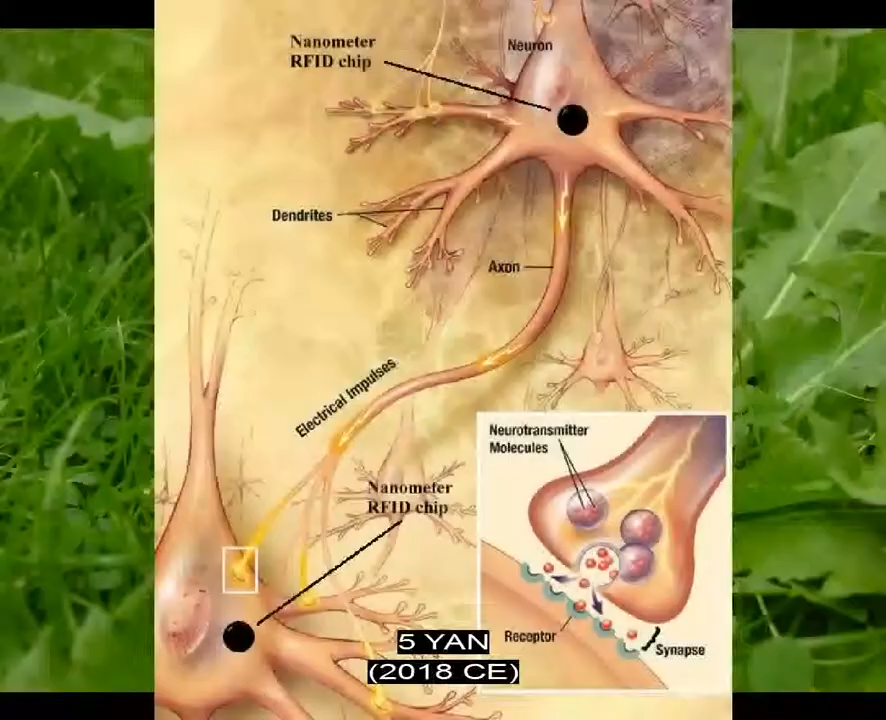 Nanometer
RFID chip
Neuron
Dendrites
Axon
Electrical Impulses
Neurotransmitter
Molecules
Nanometer
RFID chip
Receptor
Synapse
5 YAN
(2018 CE)